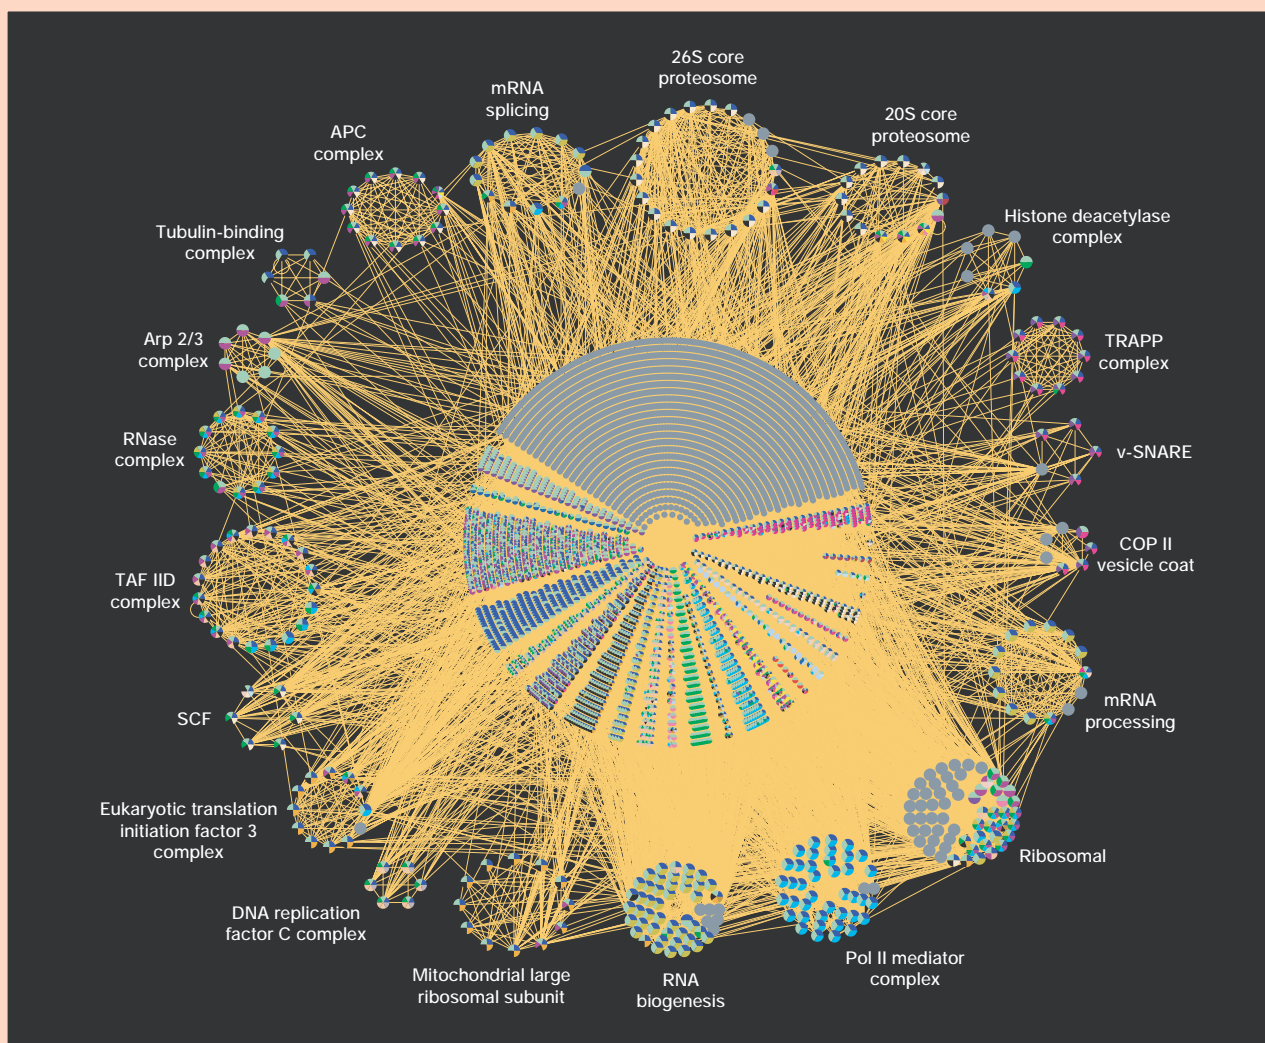 26S core
proteosome
mRNA
splicing
20S core
proteosome
APC
complex
Histone deacetylase
complex
Tubulin-binding
complex
Arp 2/3
complex
TRAPP
complex
RNase
complex
v-SNARE
COP II
vesicle coat
TAF IID
complex
mRNA
processing
SCF
Eukaryotic translation
initiation factor 3
complex
Ribosomal
DNA replication
factor C complex
Mitochondrial large
ribosomal subunit
RNA
biogenesis
Pol II mediator
complex